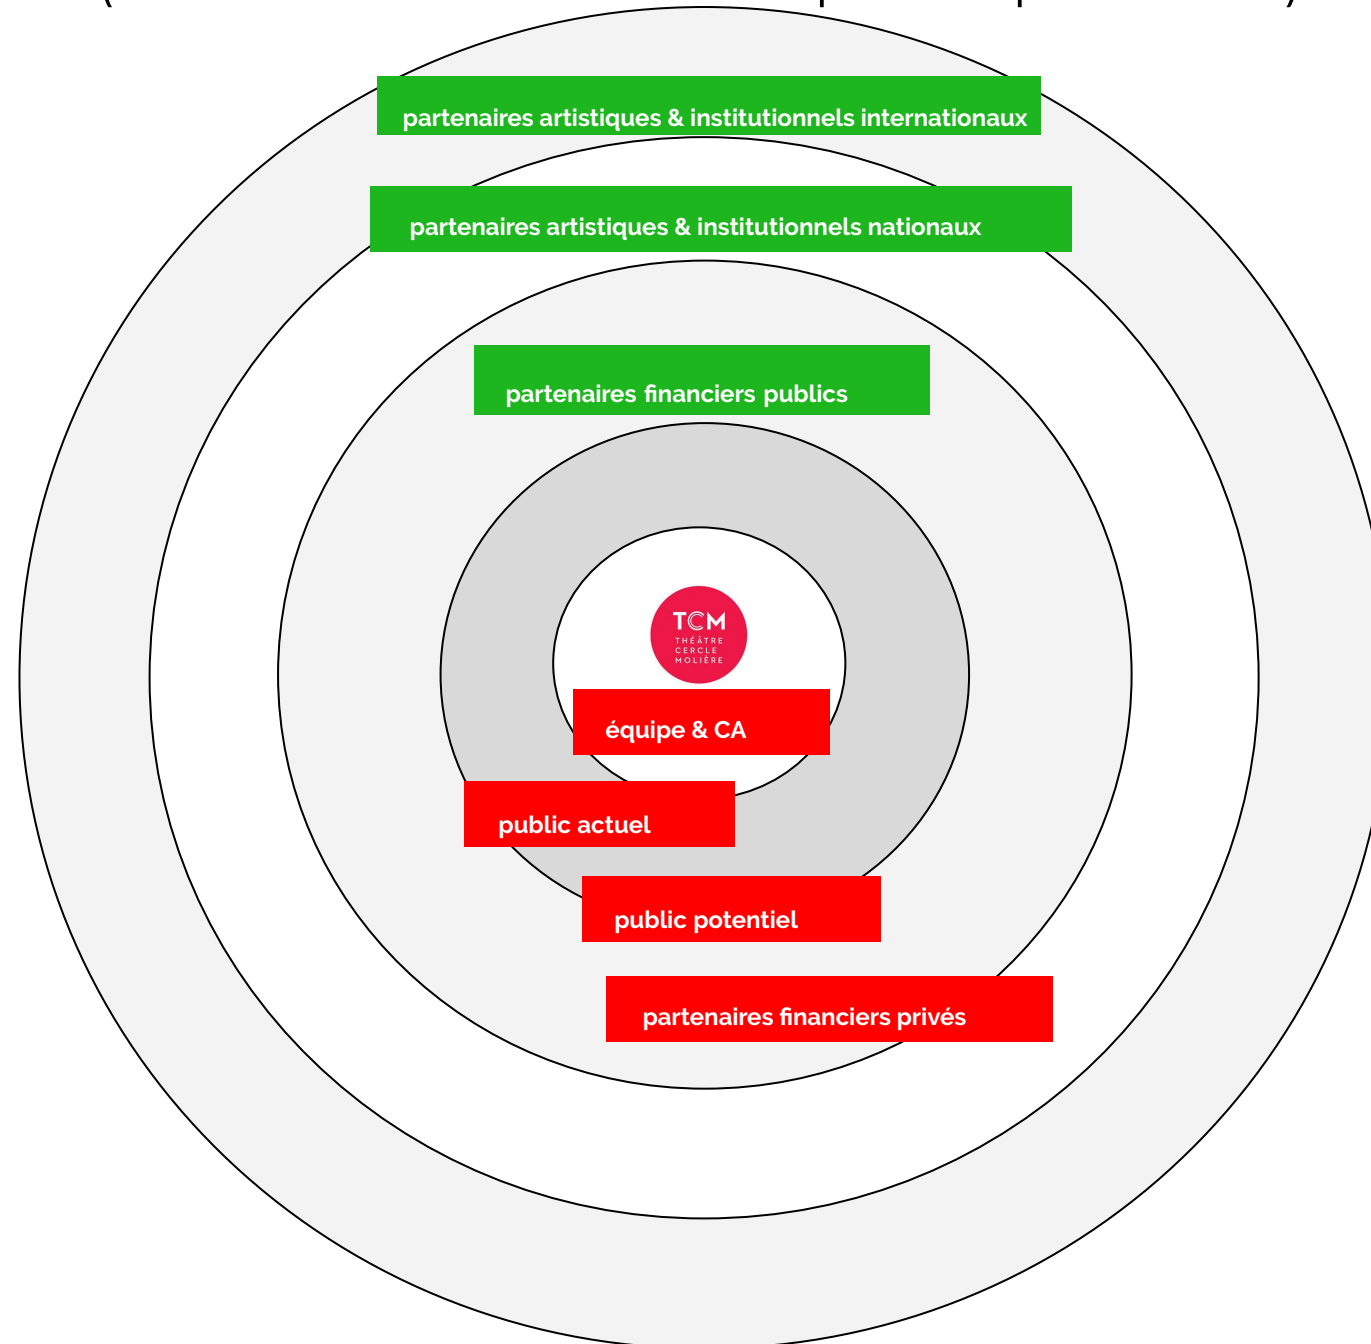 partenaires artistiques & institutionnels internationaux
partenaires artistiques & institutionnels nationaux
partenaires financiers publics
TCM
THÉÂTRE
CERCLE
MOLIÈRE
équipe & CA
public actuel
public potentiel
partenaires financiers privés